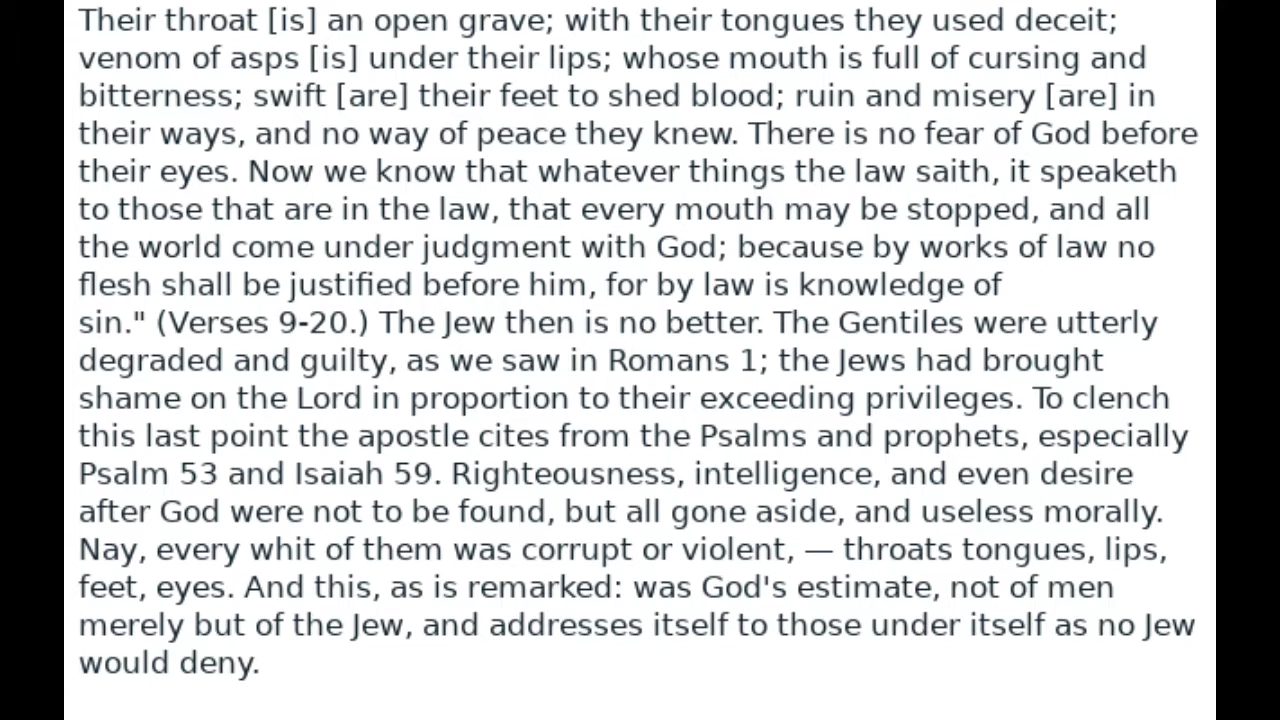 Their throat [is] an open grave; with their tongues they used deceit;
venom of asps [is] under their lips; whose mouth is full of cursing and
bitterness; swift [are] their feet to shed blood; ruin and misery [are] in
their ways, and no way of peace they knew. There is no fear of God before
their eyes. Now we know that whatever things the law saith, it speaketh
to those that are in the law, that every mouth may be stopped, and all
the world come under judgment with God; because by works of law no
flesh shall be justified before him, for by law is knowledge of
sin." (Verses 9-20.) The Jew then is no better. The Gentiles were utterly
degraded and guilty, as we saw in Romans 1; the Jews had brought
shame on the Lord in proportion to their exceeding privileges. To clench
this last point the apostle cites from the Psalms and prophets, especially
Psalm 53 and Isaiah 59. Righteousness, intelligence, and even desire
after God were not to be found, but all gone aside, and useless morally.
Nay, every whit of them was corrupt or violent, — throats tongues, lips,
feet, eyes. And this, as is remarked: was God's estimate, not of men
merely but of the Jew, and addresses itself to those under itself as no Jew
would deny.